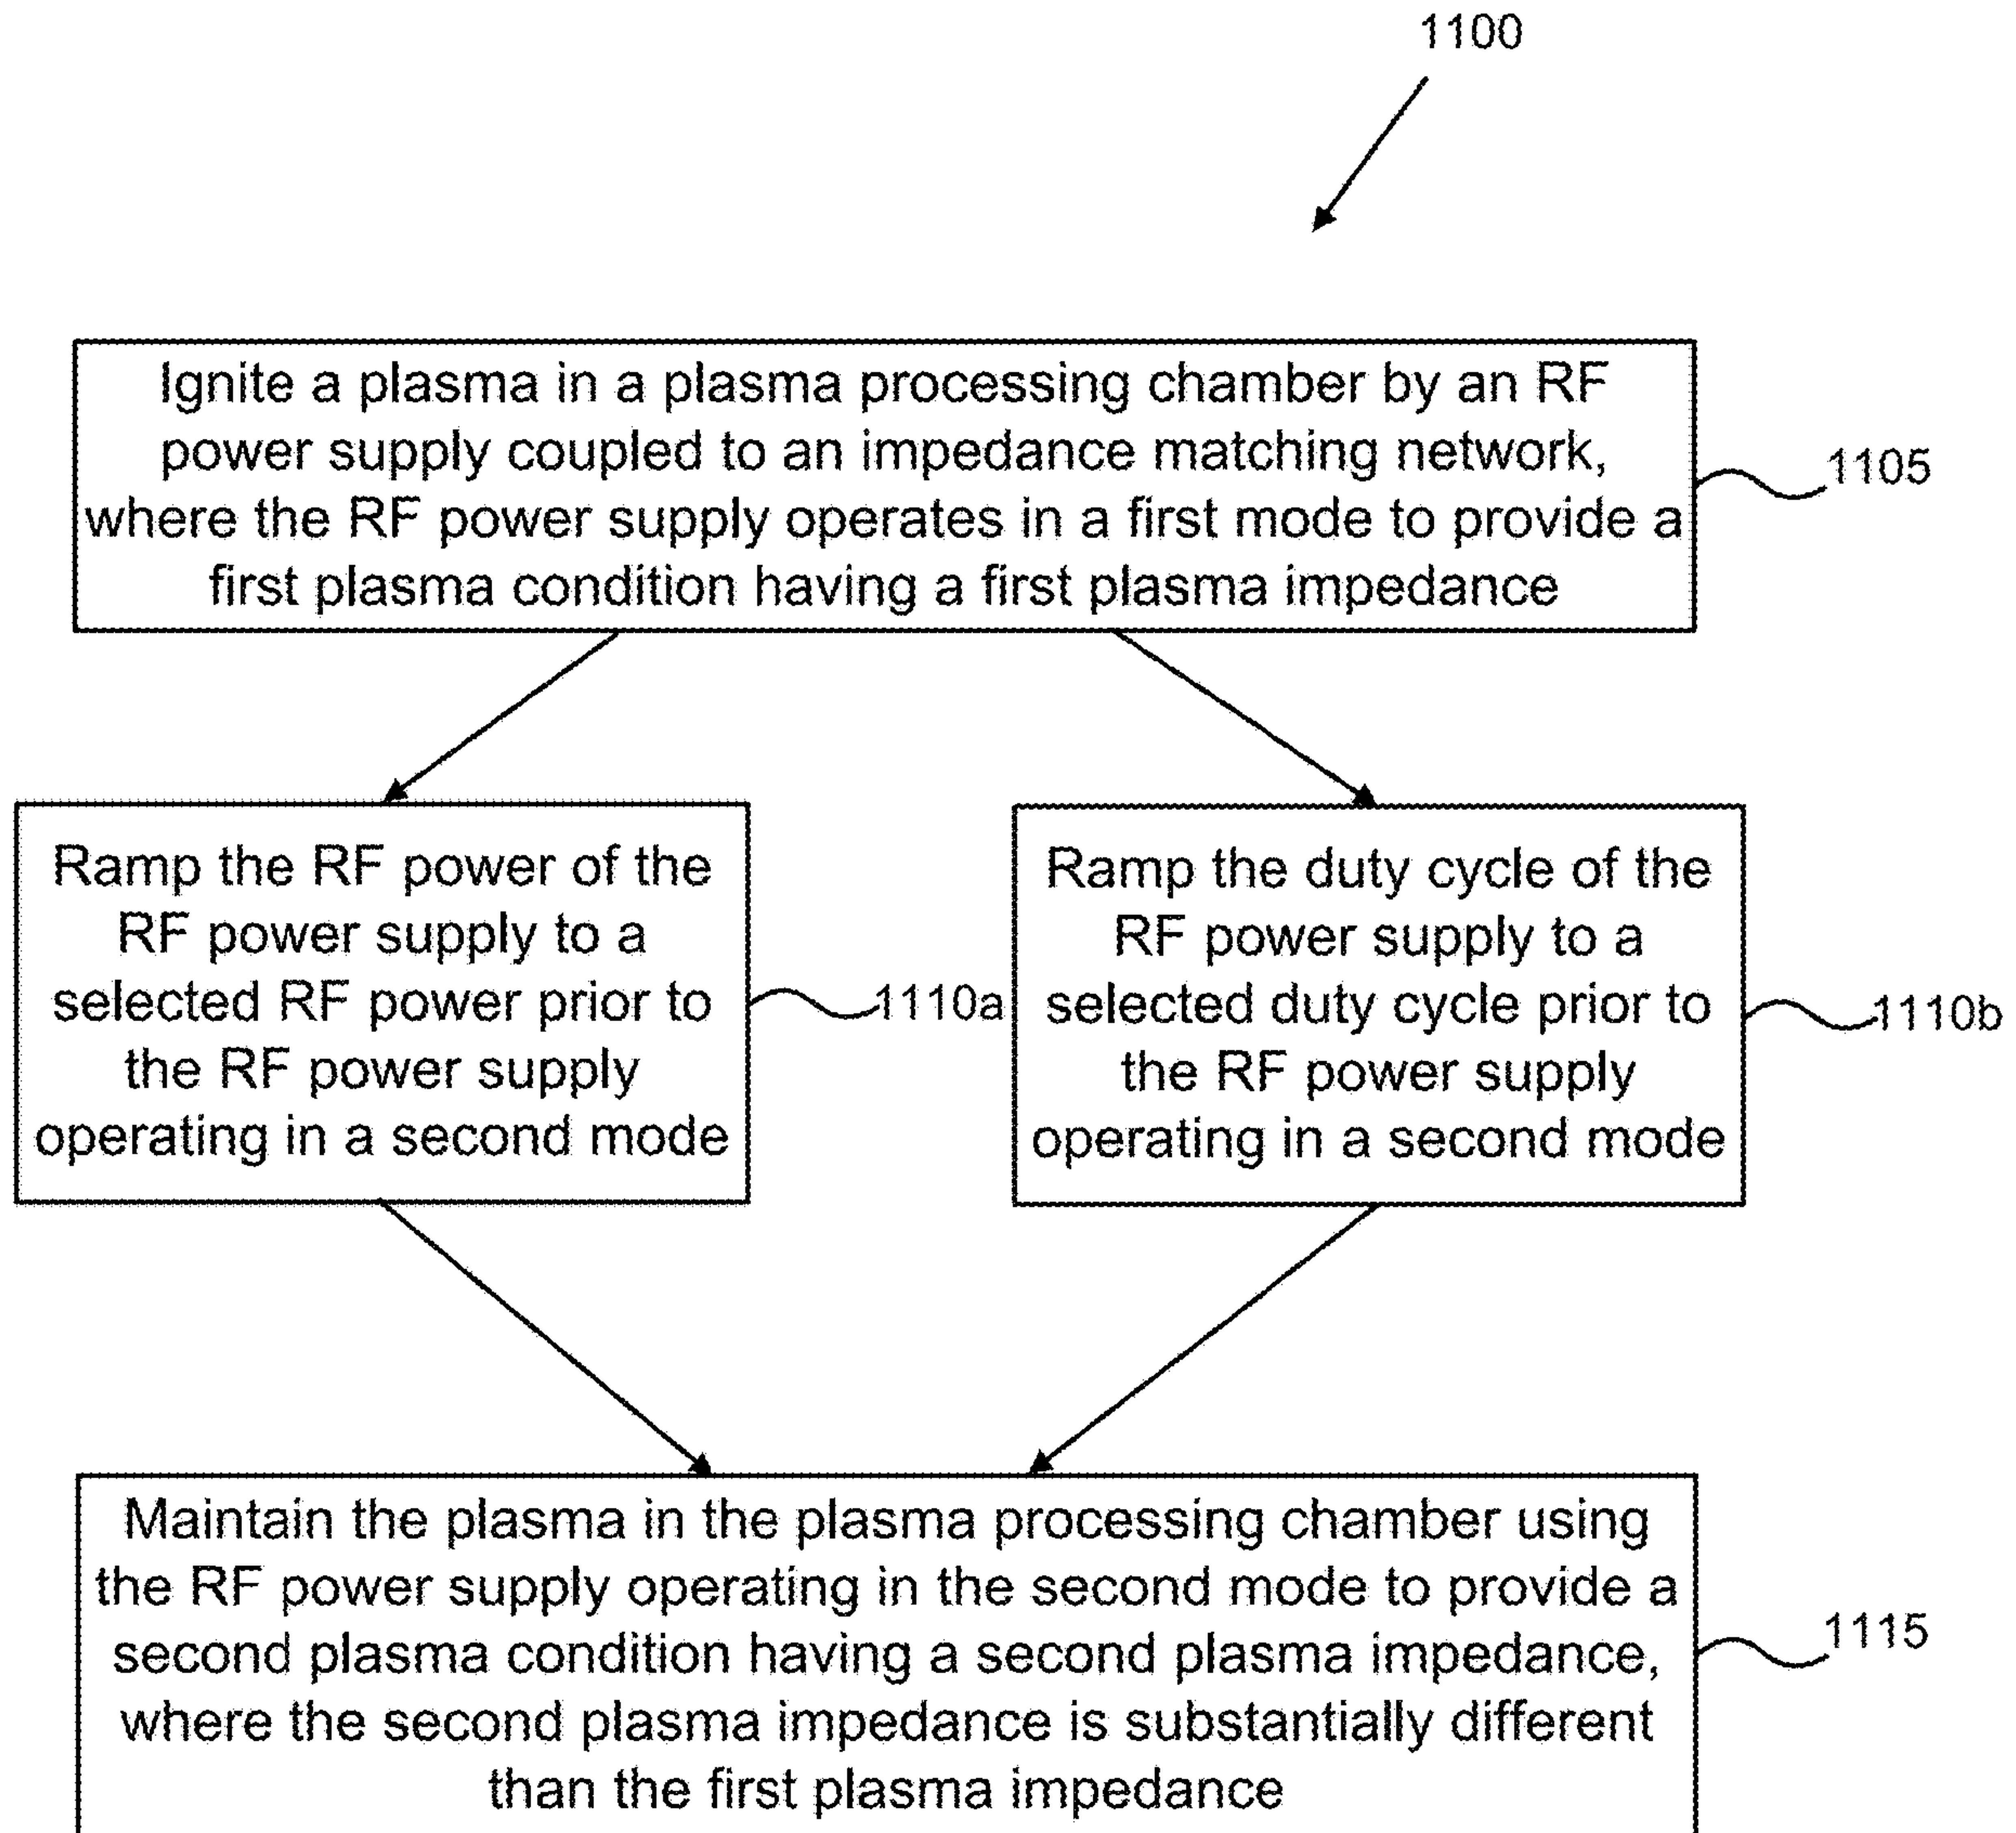 1100
Ignite a plasma in a plasma processing chamber by an RF
power supply coupled to an impedance matching network,
where the RF power supply operates in a first mode to provide a
first plasma condition having a first plasma impedance
1105
Ramp the RF power of the
RF power supply to a
selected RF power prior to
the RF power supply
operating in a second mode
1110a
Ramp the duty cycle of the
RF power supply to a
selected duty cycle prior to
the RF power supply
operating in a second mode
1110b
Maintain the plasma in the plasma processing chamber using
the RF power supply operating in the second mode to provide a
second plasma condition having a second plasma impedance,
where the second plasma impedance is substantially different
than the first plasma impedance
1115